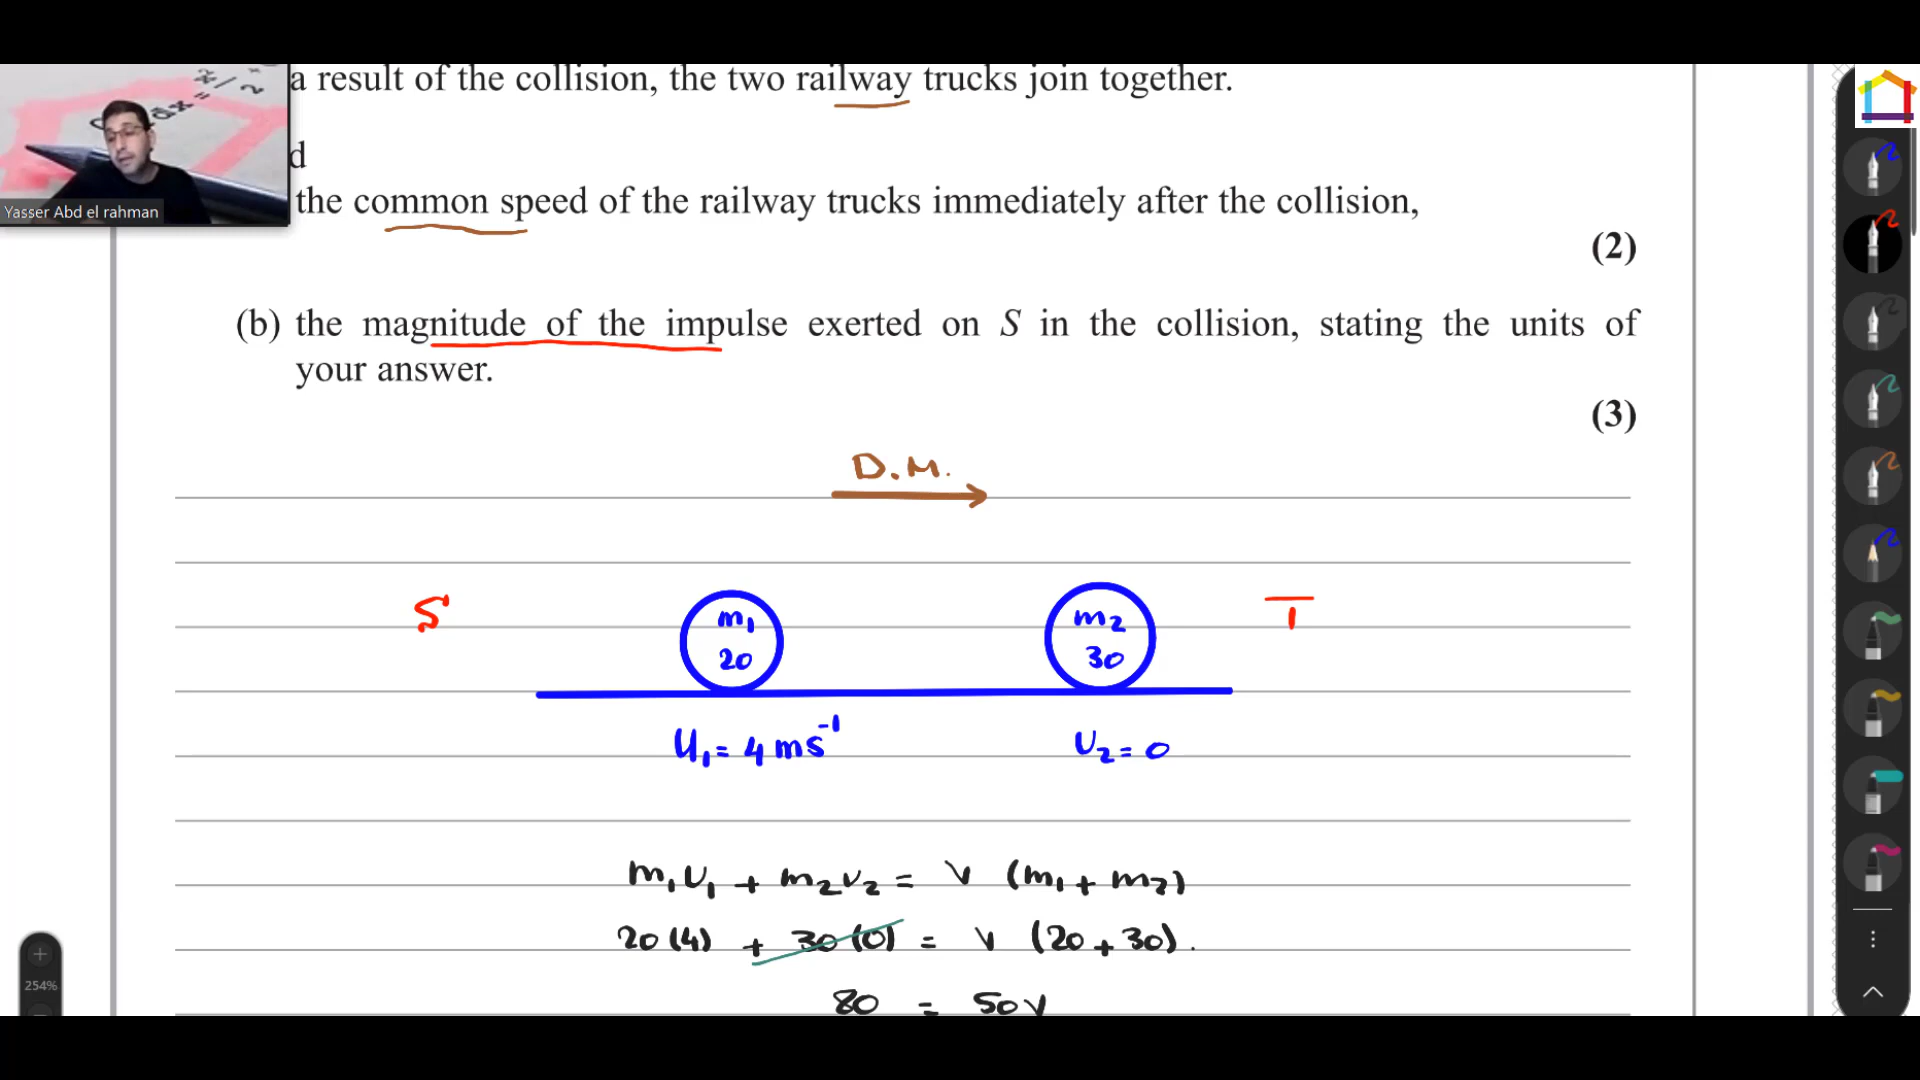 a result of the collision, the two railway trucks join together.
d
the common speed of the railway trucks immediately after the collision,
(2)
(b) the magnitude of the impulse exerted on S in the collision, stating the units of
your answer.
(3)
D.M.
S
m₁
20
m₂
30
T
U₁ = 4 ms⁻¹
U₂ = 0
m₁U₁ + m₂U₂ = V (m₁ + m₂)
20(4) + 30(0) = V (20 + 30).
80 = 50V
Yasser Abd el rahman
254%